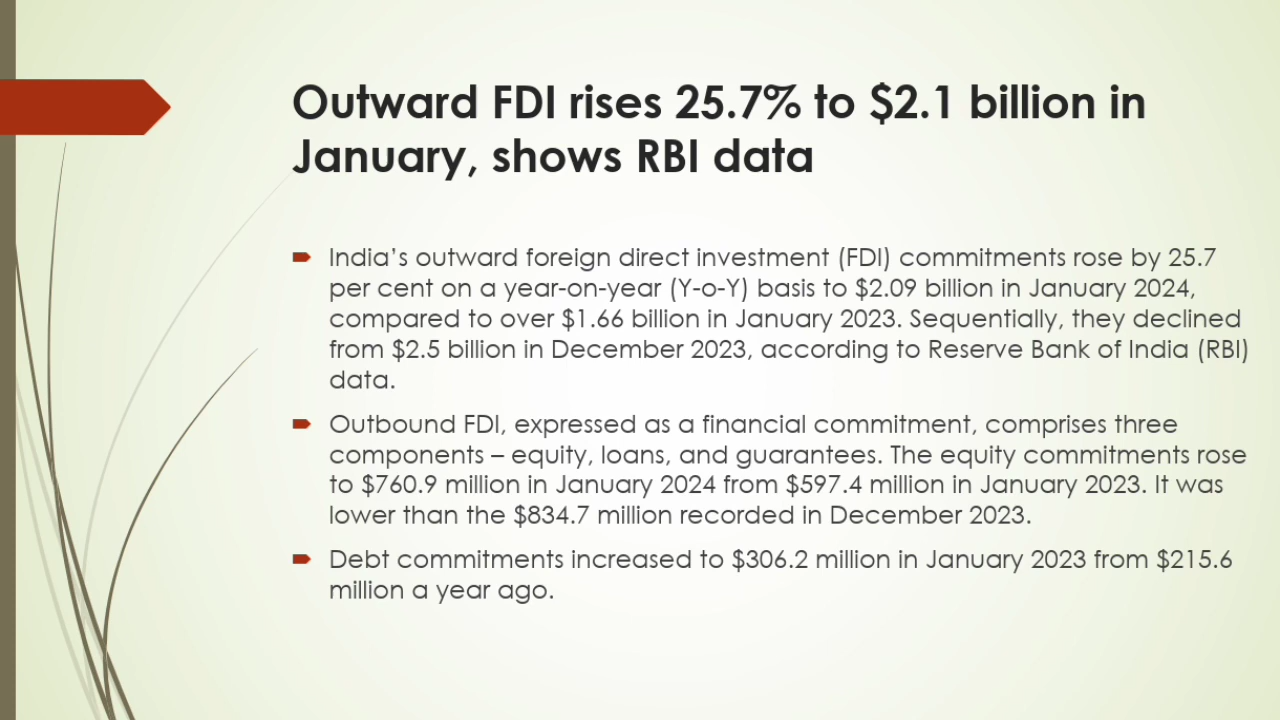 Outward FDI rises 25.7% to $2.1 billion in
January, shows RBI data
India’s outward foreign direct investment (FDI) commitments rose by 25.7
per cent on a year-on-year (Y-o-Y) basis to $2.09 billion in January 2024,
compared to over $1.66 billion in January 2023. Sequentially, they declined
from $2.5 billion in December 2023, according to Reserve Bank of India (RBI)
data.
Outbound FDI, expressed as a financial commitment, comprises three
components – equity, loans, and guarantees. The equity commitments rose
to $760.9 million in January 2024 from $597.4 million in January 2023. It was
lower than the $834.7 million recorded in December 2023.
Debt commitments increased to $306.2 million in January 2023 from $215.6
million a year ago.